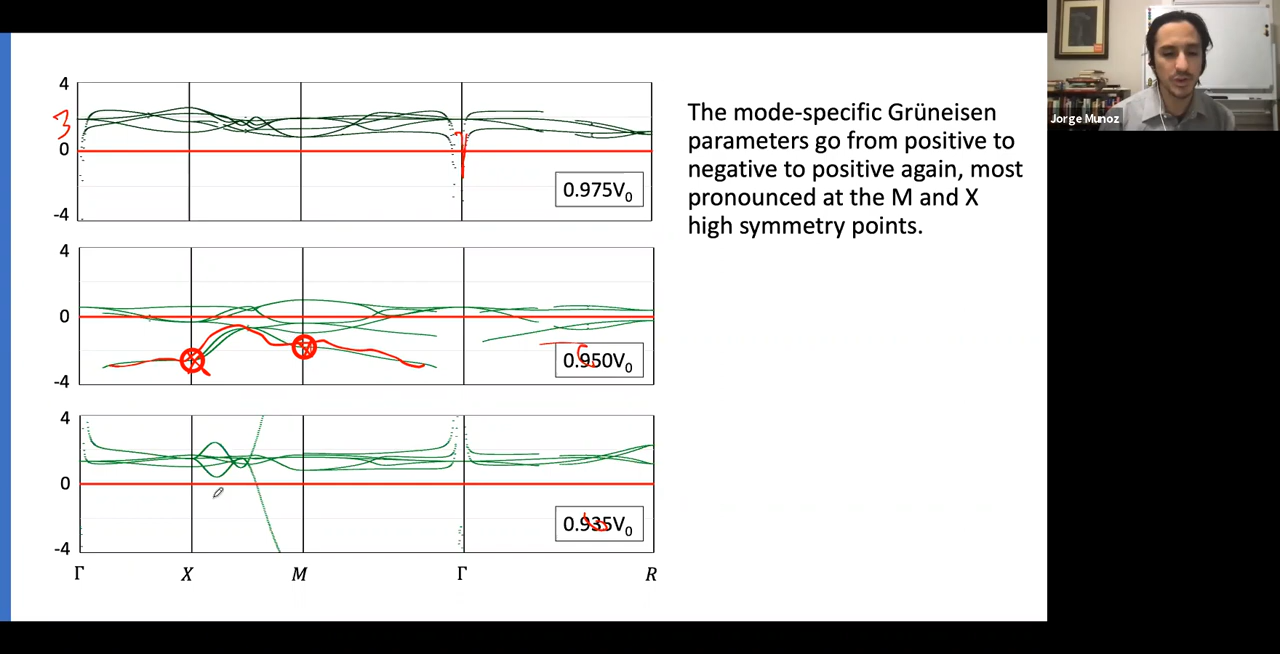 4
3
0
-4
0.975V₀
4
0
-4
0.950V₀
4
0
-4
0.935V₀
Γ X M Γ R
The mode-specific Grüneisen
parameters go from positive to
negative to positive again, most
pronounced at the M and X
high symmetry points.
Jorge Munoz